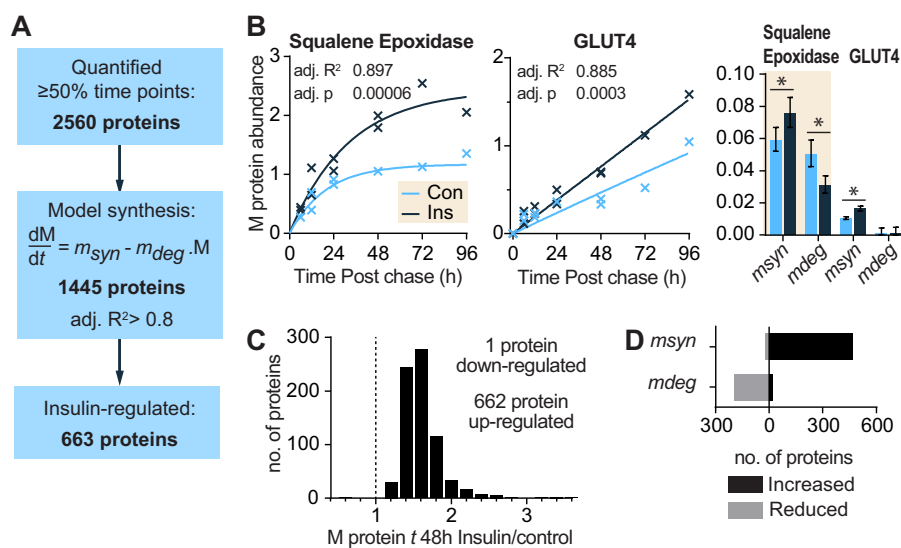 A
Quantified
≥50% time points:
2560 proteins
Model synthesis:
dM/dt = msyn - mdeg .M
1445 proteins
adj. R²> 0.8
Insulin-regulated:
663 proteins
B
Squalene Epoxidase
adj. R² 0.897
adj. p 0.00006
M protein abundance
3
2
1
0
0 24 48 72 96
Time Post chase (h)
Con
Ins
GLUT4
adj. R² 0.885
adj. p 0.0003
2
1
0
0 24 48 72 96
Time Post chase (h)
Squalene
Epoxidase GLUT4
0.10
0.08
0.06
0.04
0.02
0.00
* * *
msyn mdeg msyn mdeg
C
no. of proteins
300
200
100
0
1 protein
down-regulated
662 protein
up-regulated
1 2 3
M protein t 48h Insulin/control
D
msyn
mdeg
300 0 300 600
no. of proteins
Increased
Reduced